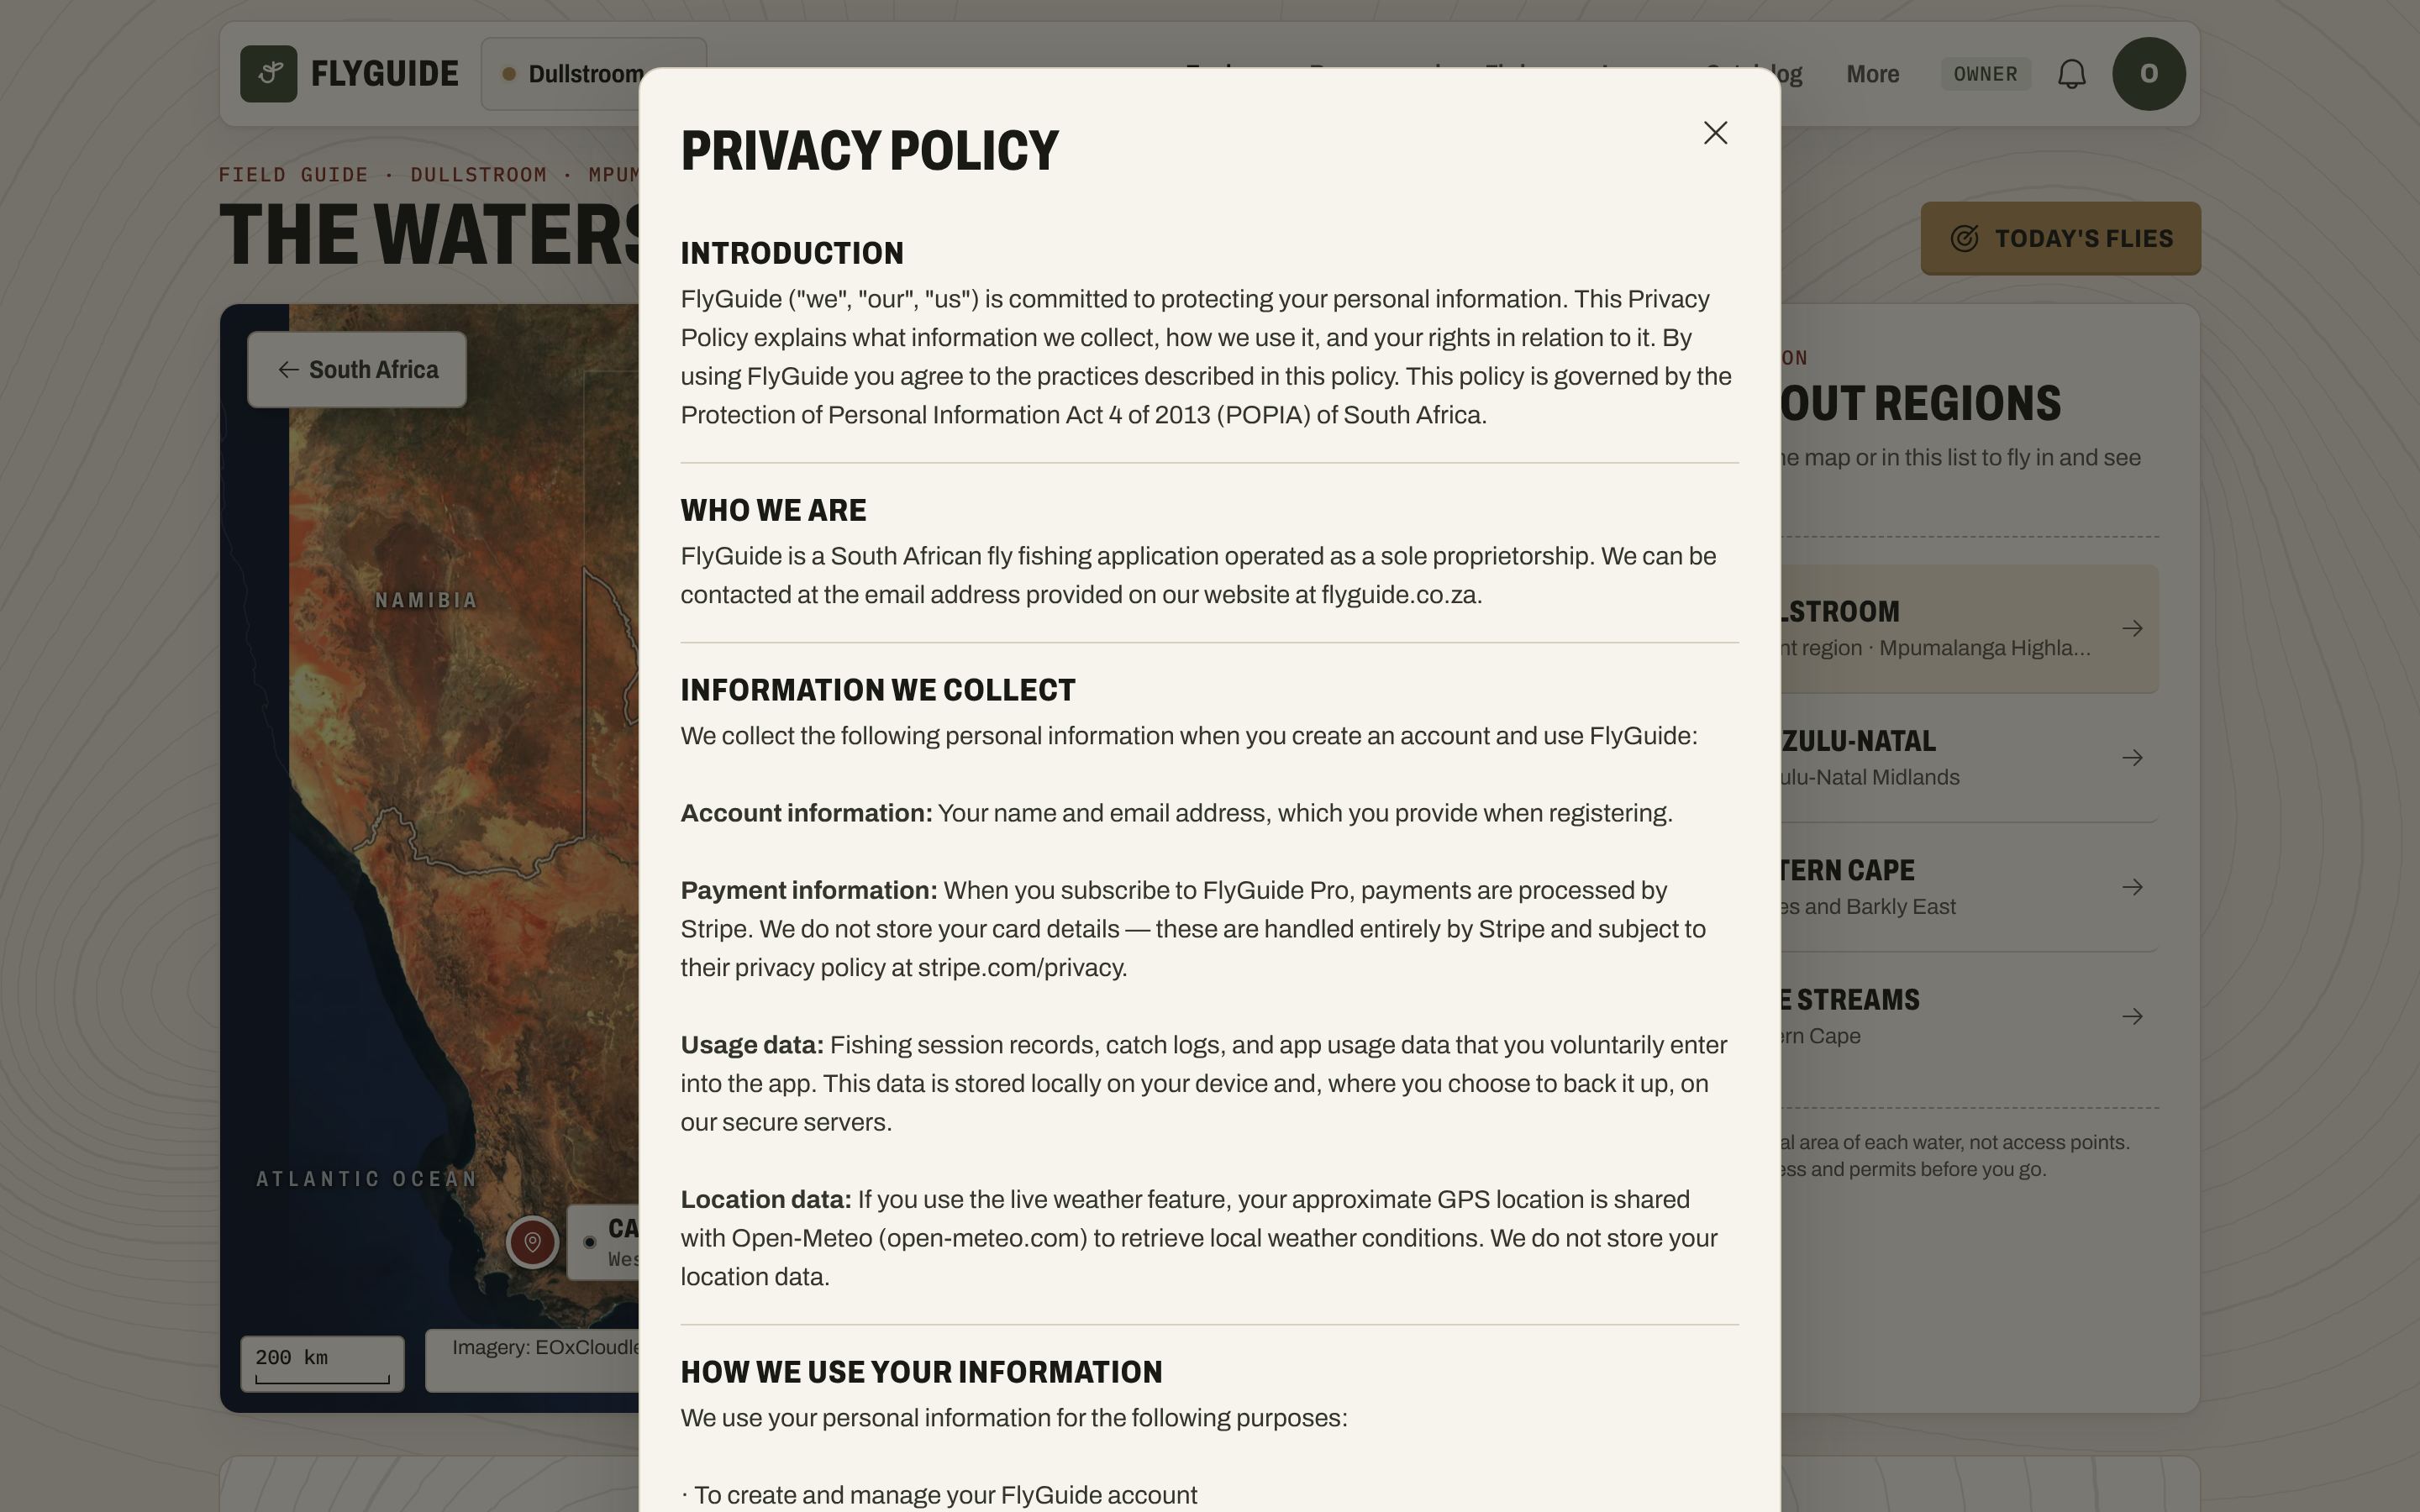 FLYGUIDE
Dullstroom
More
OWNER
O
FIELD GUIDE · DULLSTROOM ·
THE WATERS
TODAY'S FLIES
South Africa
NAMIBIA
ATLANTIC OCEAN
200 km
Imagery:
PRIVACY POLICY
INTRODUCTION
FlyGuide ("we", "our", "us") is committed to protecting your personal information. This Privacy
Policy explains what information we collect, how we use it, and your rights in relation to it. By
using FlyGuide you agree to the practices described in this policy. This policy is governed by the
Protection of Personal Information Act 4 of 2013 (POPIA) of South Africa.
WHO WE ARE
FlyGuide is a South African fly fishing application operated as a sole proprietorship. We can be
contacted at the email address provided on our website at flyguide.co.za.
INFORMATION WE COLLECT
We collect the following personal information when you create an account and use FlyGuide:
Account information: Your name and email address, which you provide when registering.
Payment information: When you subscribe to FlyGuide Pro, payments are processed by
Stripe. We do not store your card details — these are handled entirely by Stripe and subject to
their privacy policy at stripe.com/privacy.
Usage data: Fishing session records, catch logs, and app usage data that you voluntarily enter
into the app. This data is stored locally on your device and, where you choose to back it up, on
our secure servers.
Location data: If you use the live weather feature, your approximate GPS location is shared
with Open-Meteo (open-meteo.com) to retrieve local weather conditions. We do not store your
location data.
HOW WE USE YOUR INFORMATION
We use your personal information for the following purposes:
· To create and manage your FlyGuide account
OUT REGIONS
map or in this list to fly in and see
LSTROOM
region · Mpumalanga Highla...
ZULU-NATAL
ulu-Natal Midlands
TERN CAPE
es and Barkly East
STREAMS
ern Cape
al area of each water, not access points.
ess and permits before you go.